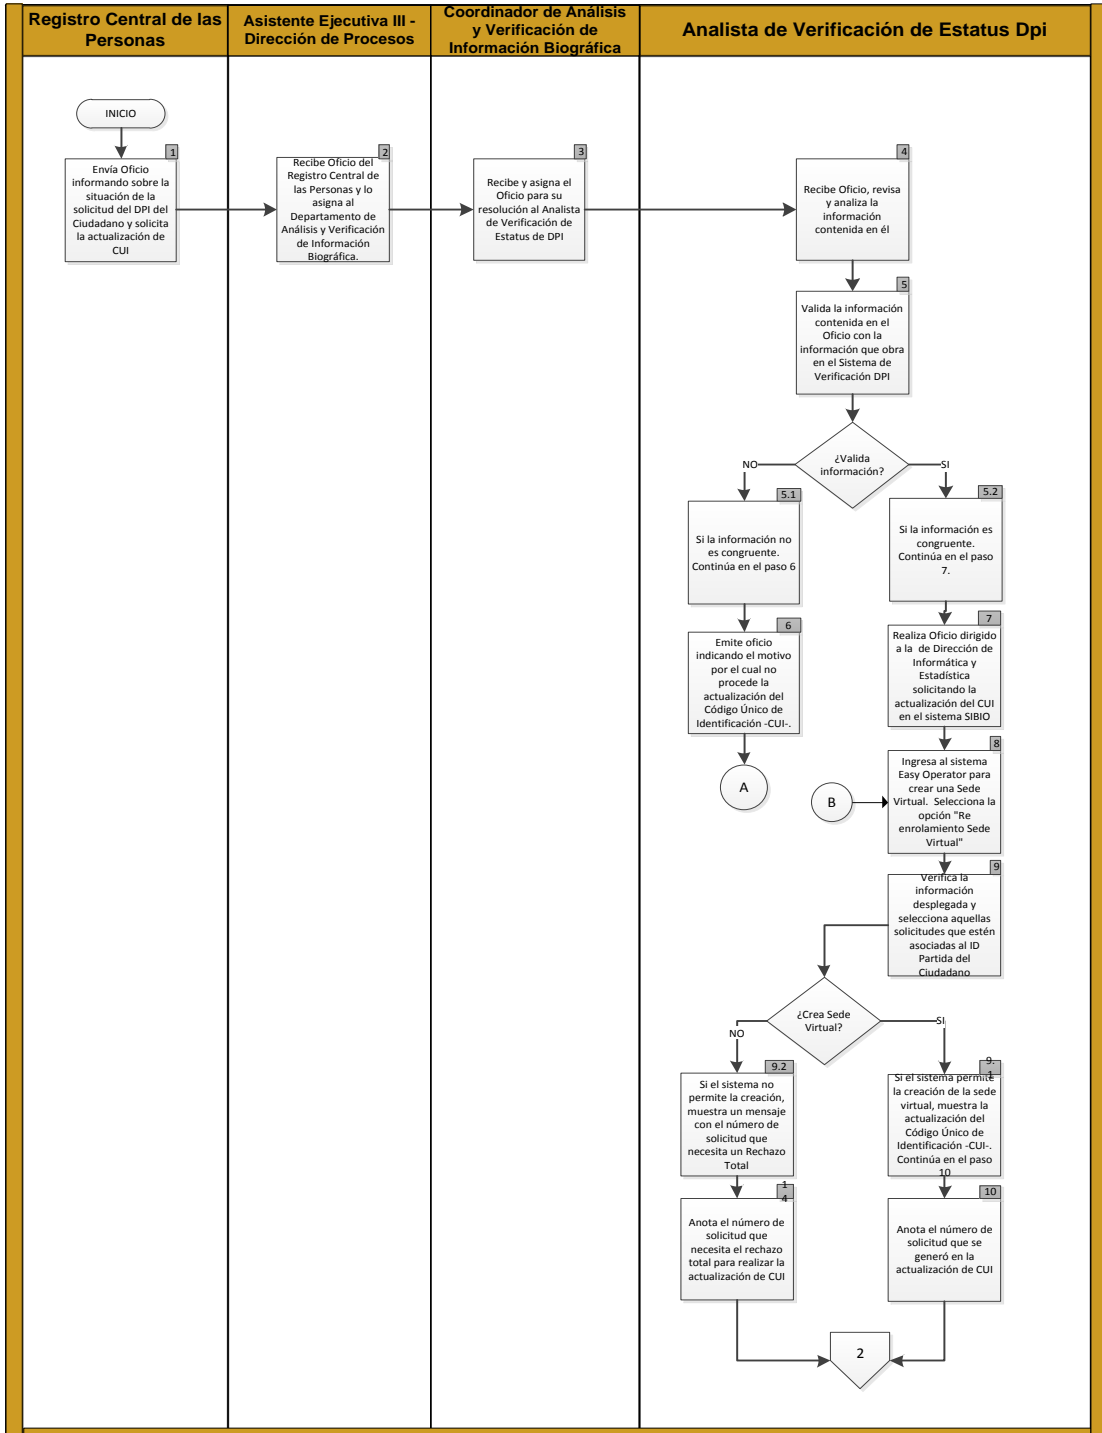 Registro Central de las
Personas
Asistente Ejecutiva III -
Dirección de Procesos
Coordinador de Análisis
y Verificación de
Información Biográfica
Analista de Verificación de Estatus Dpi
INICIO
1
Envía Oficio
informando sobre la
situación de la
solicitud del DPI del
Ciudadano y solicita
la actualización de
CUI
2
Recibe Oficio del
Registro Central de
las Personas y lo
asigna al
Departamento de
Análisis y Verificación
de Información
Biográfica.
3
Recibe y asigna el
Oficio para su
resolución al Analista
de Verificación de
Estatus de DPI
4
Recibe Oficio, revisa
y analiza la
información
contenida en él
5
Valida la información
contenida en el
Oficio con la
información que obra
en el Sistema de
Verificación DPI
¿Valida
información?
NO
SI
5.1
Si la información no
es congruente.
Continúa en el paso 6
5.2
Si la información es
congruente.
Continúa en el paso
7.
6
Emite oficio
indicando el motivo
por el cual no
procede la
actualización del
Código Único de
Identificación -CUI-.
A
7
Realiza Oficio dirigido
a la  de Dirección de
Informática y
Estadística
solicitando la
actualización del CUI
en el sistema SIBIO
8
Ingresa al sistema
Easy Operator para
crear una Sede
Virtual.  Selecciona la
opción "Re
enrolamiento Sede
Virtual"
B
9
Verifica la
información
desplegada y
selecciona aquellas
solicitudes que estén
asociadas al ID
Partida del
Ciudadano
¿Crea Sede
Virtual?
NO
SI
9.2
Si el sistema no
permite la creación,
muestra un mensaje
con el número de
solicitud que
necesita un Rechazo
Total
9.
1
Si el sistema permite
la creación de la sede
virtual, muestra la
actualización del
Código Único de
Identificación -CUI-.
Continúa en el paso
10
1
4
Anota el número de
solicitud que
necesita el rechazo
total para realizar la
actualización de CUI
10
Anota el número de
solicitud que se
generó en la
actualización de CUI
2